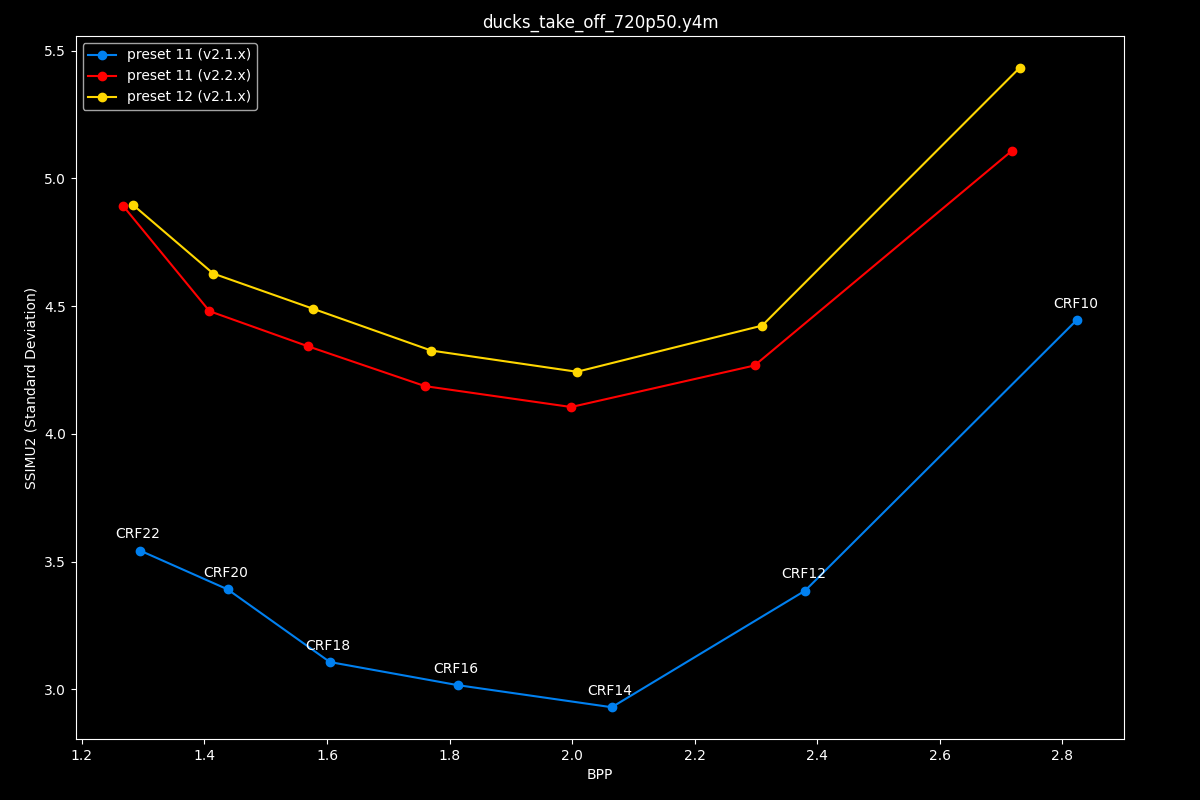 ducks_take_off_720p50.y4m
preset 11 (v2.1.x)
preset 11 (v2.2.x)
preset 12 (v2.1.x)
5.5
5.0
4.5
4.0
3.5
3.0
SSIMU2 (Standard Deviation)
CRF22
CRF20
CRF18
CRF16
CRF14
CRF12
CRF10
1.2 1.4 1.6 1.8 2.0 2.2 2.4 2.6 2.8
BPP